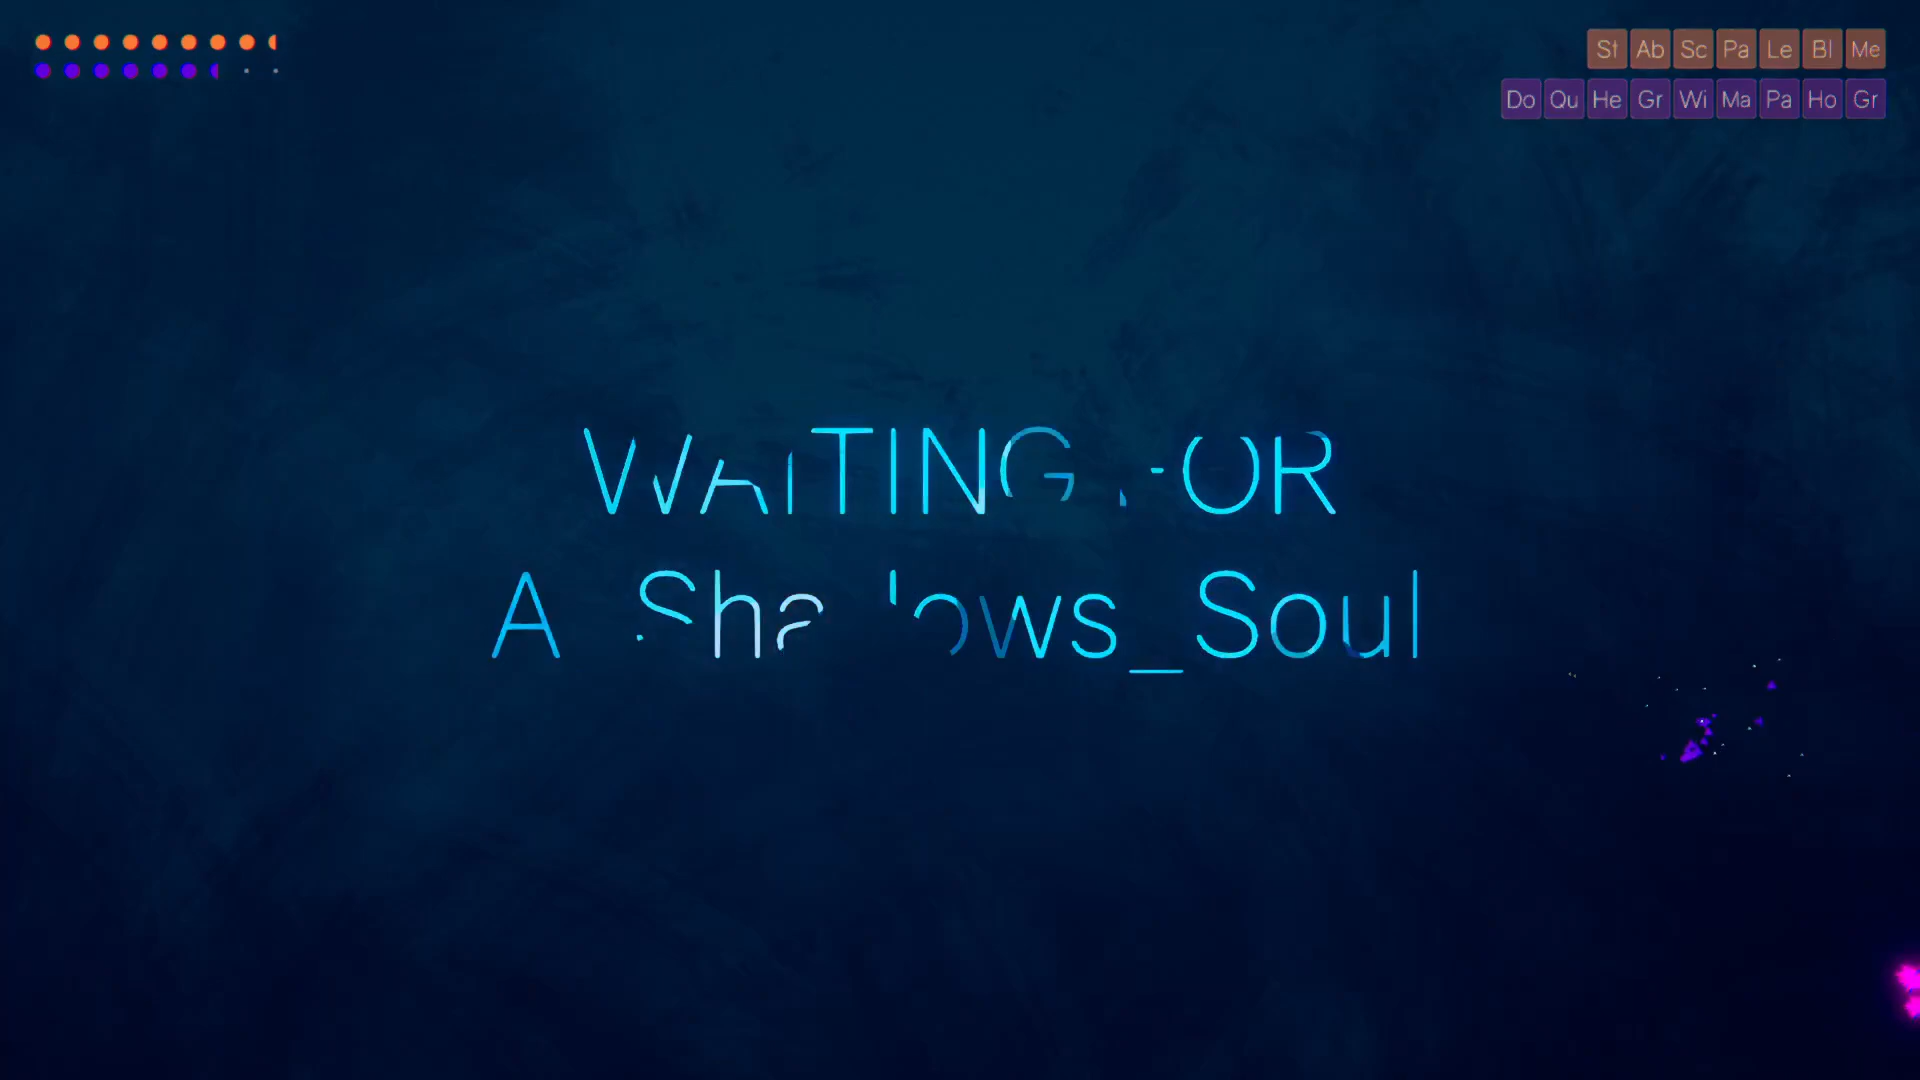 St Ab Sc Pa Le Bl Me
Do Qu He Gr Wi Ma Pa Ho Gr
WAITING FOR
A Shadows_Soul